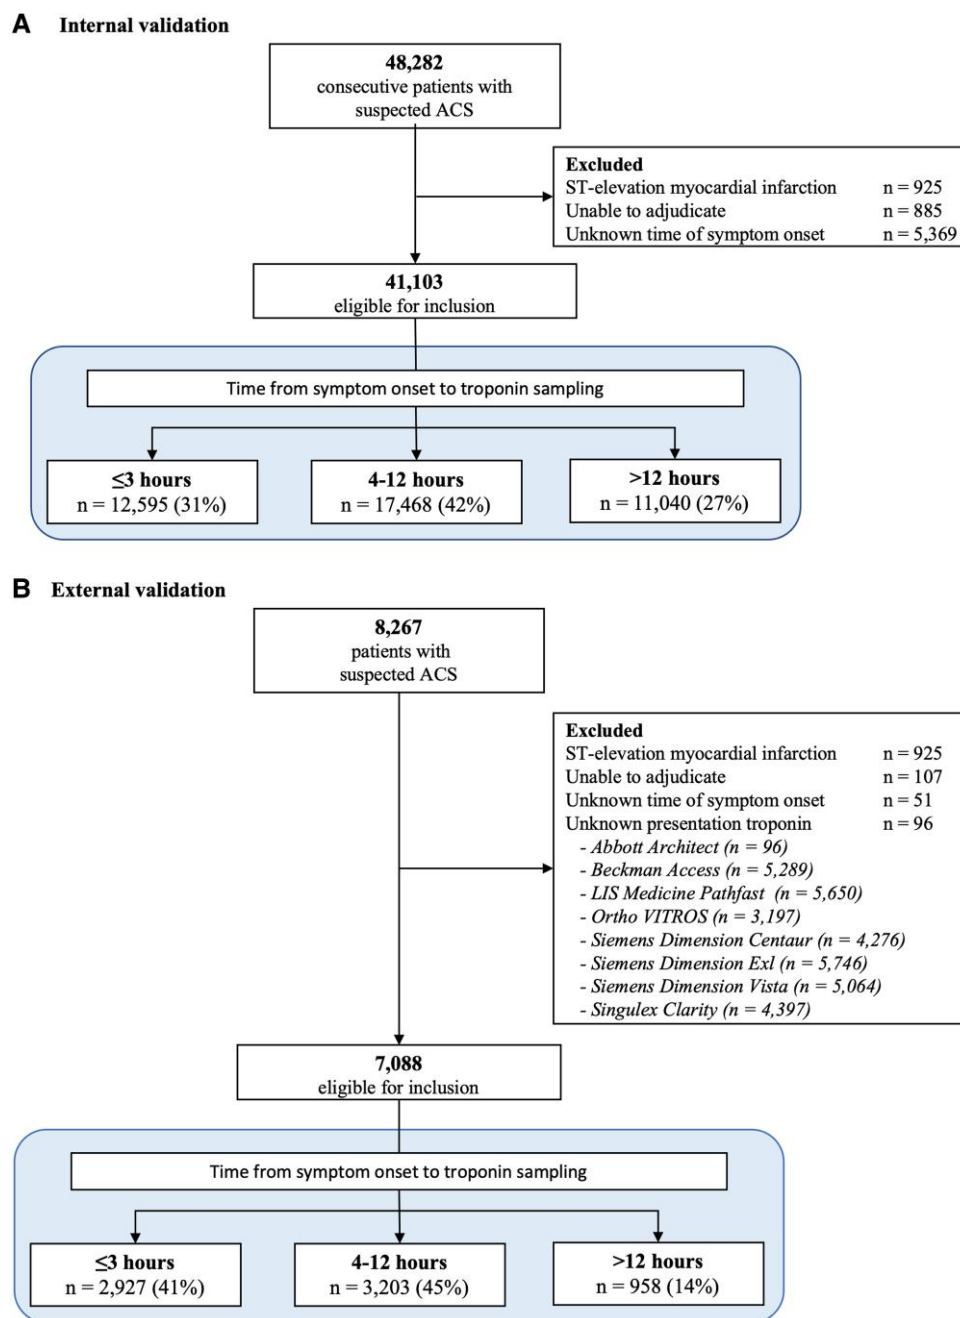 A Internal validation
48,282
consecutive patients with
suspected ACS
Excluded
ST-elevation myocardial infarction n = 925
Unable to adjudicate n = 885
Unknown time of symptom onset n = 5,369
41,103
eligible for inclusion
Time from symptom onset to troponin sampling
≤3 hours
n = 12,595 (31%)
4-12 hours
n = 17,468 (42%)
>12 hours
n = 11,040 (27%)
B External validation
8,267
patients with
suspected ACS
Excluded
ST-elevation myocardial infarction n = 925
Unable to adjudicate n = 107
Unknown time of symptom onset n = 51
Unknown presentation troponin n = 96
- Abbott Architect (n = 96)
- Beckman Access (n = 5,289)
- LIS Medicine Pathfast (n = 5,650)
- Ortho VITROS (n = 3,197)
- Siemens Dimension Centaur (n = 4,276)
- Siemens Dimension Exl (n = 5,746)
- Siemens Dimension Vista (n = 5,064)
- Singulex Clarity (n = 4,397)
7,088
eligible for inclusion
Time from symptom onset to troponin sampling
≤3 hours
n = 2,927 (41%)
4-12 hours
n = 3,203 (45%)
>12 hours
n = 958 (14%)